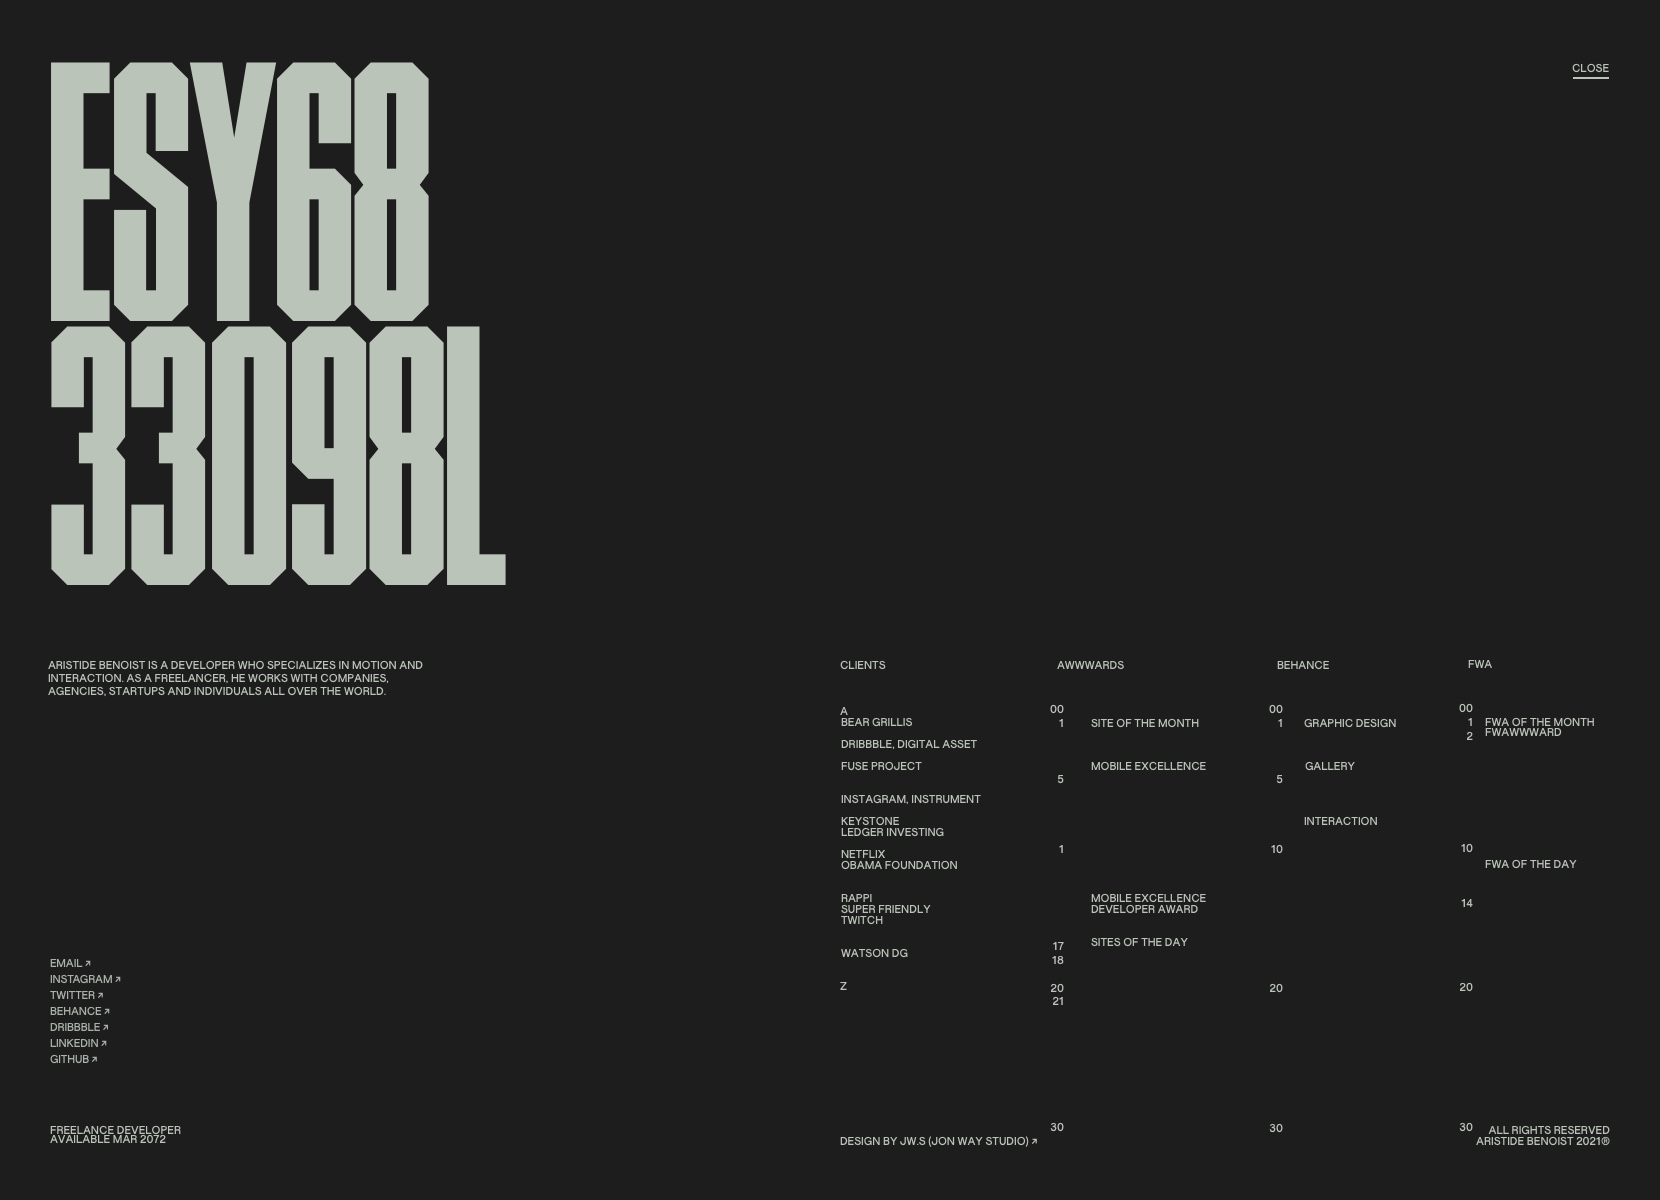 ESY68
33098L
CLOSE
ARISTIDE BENOIST IS A DEVELOPER WHO SPECIALIZES IN MOTION AND
INTERACTION. AS A FREELANCER, HE WORKS WITH COMPANIES,
AGENCIES, STARTUPS AND INDIVIDUALS ALL OVER THE WORLD.
EMAIL ↗
INSTAGRAM ↗
TWITTER ↗
BEHANCE ↗
DRIBBBLE ↗
LINKEDIN ↗
GITHUB ↗
FREELANCE DEVELOPER
AVAILABLE MAR 2072
CLIENTS
A
BEAR GRILLIS
DRIBBBLE, DIGITAL ASSET
FUSE PROJECT
INSTAGRAM, INSTRUMENT
KEYSTONE
LEDGER INVESTING
NETFLIX
OBAMA FOUNDATION
RAPPI
SUPER FRIENDLY
TWITCH
WATSON DG
Z
DESIGN BY JW.S (JON WAY STUDIO) ↗
AWWWARDS
00
1 SITE OF THE MONTH
MOBILE EXCELLENCE
5
1
MOBILE EXCELLENCE
DEVELOPER AWARD
SITES OF THE DAY
17
18
20
21
30
BEHANCE
00
1 GRAPHIC DESIGN
GALLERY
5
INTERACTION
10
20
30
FWA
00
1 FWA OF THE MONTH
2 FWAWWWARD
10
FWA OF THE DAY
14
20
30
ALL RIGHTS RESERVED
ARISTIDE BENOIST 2021®